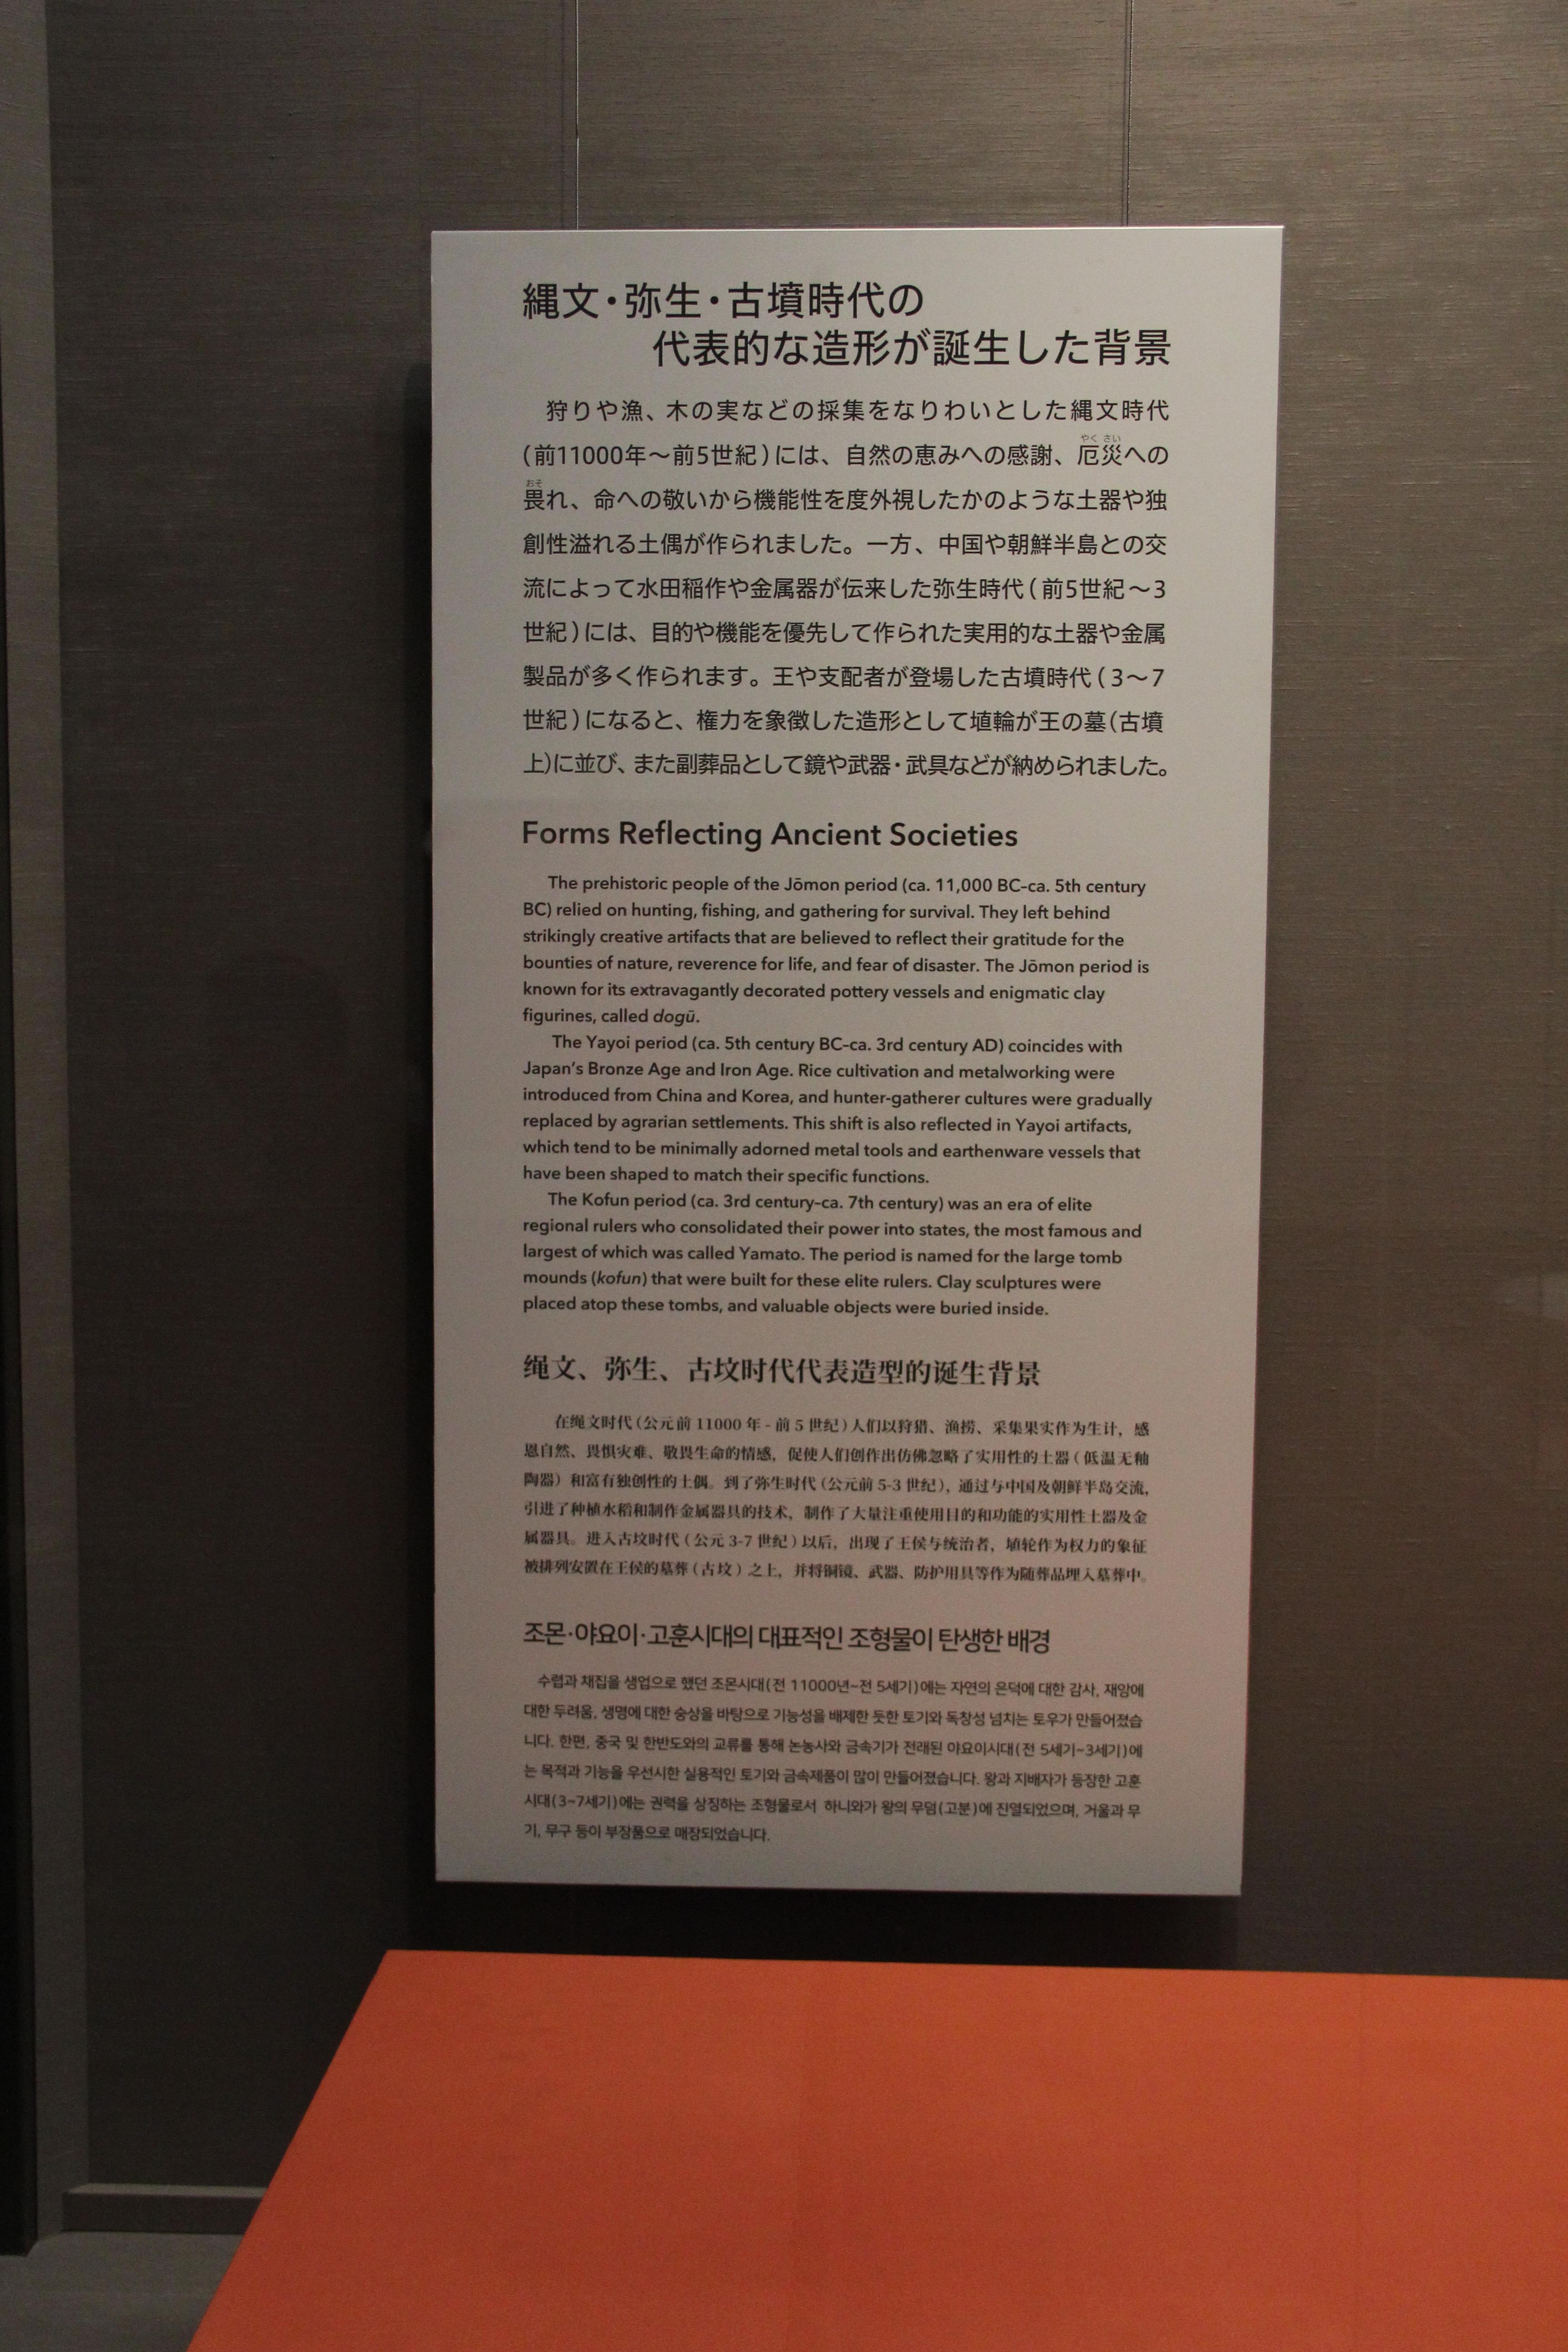 縄文・弥生・古墳時代の
代表的な造形が誕生した背景
狩りや漁、木の実などの採集をなりわいとした縄文時代
(前11000年～前5世紀)には、自然の恵みへの感謝、厄災への
やく さい
畏れ、命への敬いから機能性を度外視したかのような土器や独
おそ
創性溢れる土偶が作られました。一方、中国や朝鮮半島との交
流によって水田稲作や金属器が伝来した弥生時代(前5世紀～3
世紀)には、目的や機能を優先して作られた実用的な土器や金属
製品が多く作られます。王や支配者が登場した古墳時代(3～7
世紀)になると、権力を象徴した造形として埴輪が王の墓(古墳
上)に並び、また副葬品として鏡や武器・武具などが納められました。
Forms Reflecting Ancient Societies
The prehistoric people of the Jōmon period (ca. 11,000 BC–ca. 5th century
BC) relied on hunting, fishing, and gathering for survival. They left behind
strikingly creative artifacts that are believed to reflect their gratitude for the
bounties of nature, reverence for life, and fear of disaster. The Jōmon period is
known for its extravagantly decorated pottery vessels and enigmatic clay
figurines, called dogū.
The Yayoi period (ca. 5th century BC–ca. 3rd century AD) coincides with
Japan's Bronze Age and Iron Age. Rice cultivation and metalworking were
introduced from China and Korea, and hunter-gatherer cultures were gradually
replaced by agrarian settlements. This shift is also reflected in Yayoi artifacts,
which tend to be minimally adorned metal tools and earthenware vessels that
have been shaped to match their specific functions.
The Kofun period (ca. 3rd century–ca. 7th century) was an era of elite
regional rulers who consolidated their power into states, the most famous and
largest of which was called Yamato. The period is named for the large tomb
mounds (kofun) that were built for these elite rulers. Clay sculptures were
placed atop these tombs, and valuable objects were buried inside.
绳文、弥生、古坟时代代表造型的诞生背景
在绳文时代(公元前11000年-前5世纪)人们以狩猎、渔捞、采集果实作为生计，感
恩自然、畏惧灾难、敬畏生命的情感，促使人们创作出仿佛忽略了实用性的土器(低温无釉
陶器)和富有独创性的土偶。到了弥生时代(公元前5-3世纪)，通过与中国及朝鲜半岛交流，
引进了种植水稻和制作金属器具的技术，制作了大量注重使用目的和功能的实用性土器及金
属器具。进入古坟时代(公元3-7世纪)以后，出现了王侯与统治者，埴轮作为权力的象征
被排列安置在王侯的墓葬(古坟)之上，并将铜镜、武器、防护用具等作为随葬品埋入墓葬中。
조몬·야요이·고훈시대의 대표적인 조형물이 탄생한 배경
수렵과 채집을 생업으로 했던 조몬시대(전 11000년~전 5세기)에는 자연의 은덕에 대한 감사, 재앙에
대한 두려움, 생명에 대한 숭상을 바탕으로 기능성을 배제한 듯한 토기와 독창성 넘치는 토우가 만들어졌습
니다. 한편, 중국 및 한반도와의 교류를 통해 논농사와 금속기가 전래된 야요이시대(전 5세기~3세기)에
는 목적과 기능을 우선시한 실용적인 토기와 금속제품이 많이 만들어졌습니다. 왕과 지배자가 등장한 고훈
시대(3~7세기)에는 권력을 상징하는 조형물로서 하니와가 왕의 무덤(고분)에 진열되었으며, 거울과 무
기, 무구 등이 부장품으로 매장되었습니다.